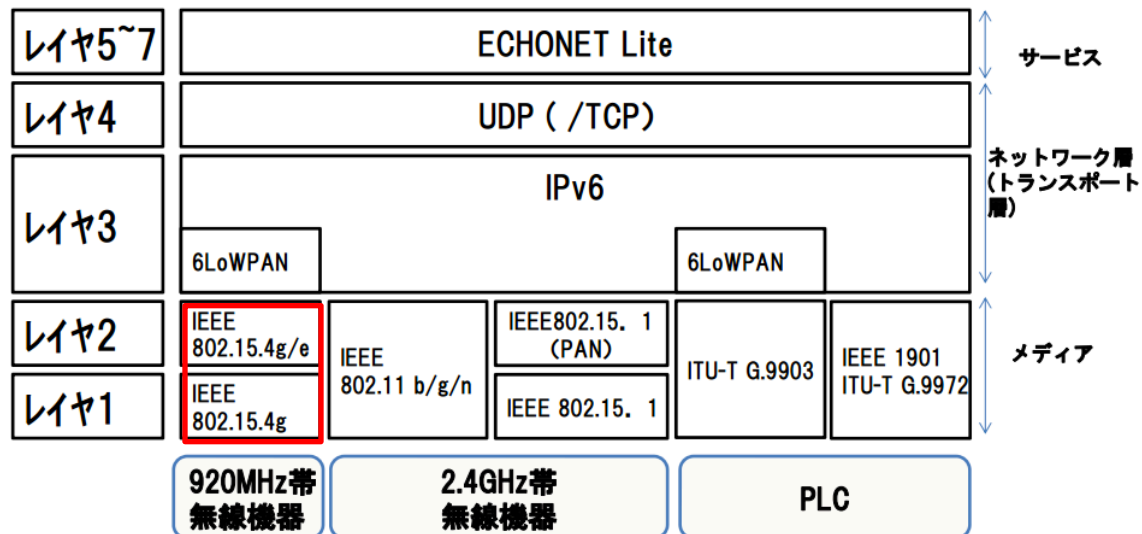 レイヤ5~7
ECHONET Lite
サービス
レイヤ4
UDP ( /TCP)
ネットワーク層
(トランスポート
層)
レイヤ3
IPv6
6LoWPAN
6LoWPAN
レイヤ2
IEEE
802.15.4g/e
IEEE
802.11 b/g/n
IEEE802.15. 1
(PAN)
ITU-T G.9903
IEEE 1901
ITU-T G.9972
メディア
レイヤ1
IEEE
802.15.4g
IEEE 802.15. 1
920MHz帯
無線機器
2.4GHz帯
無線機器
PLC